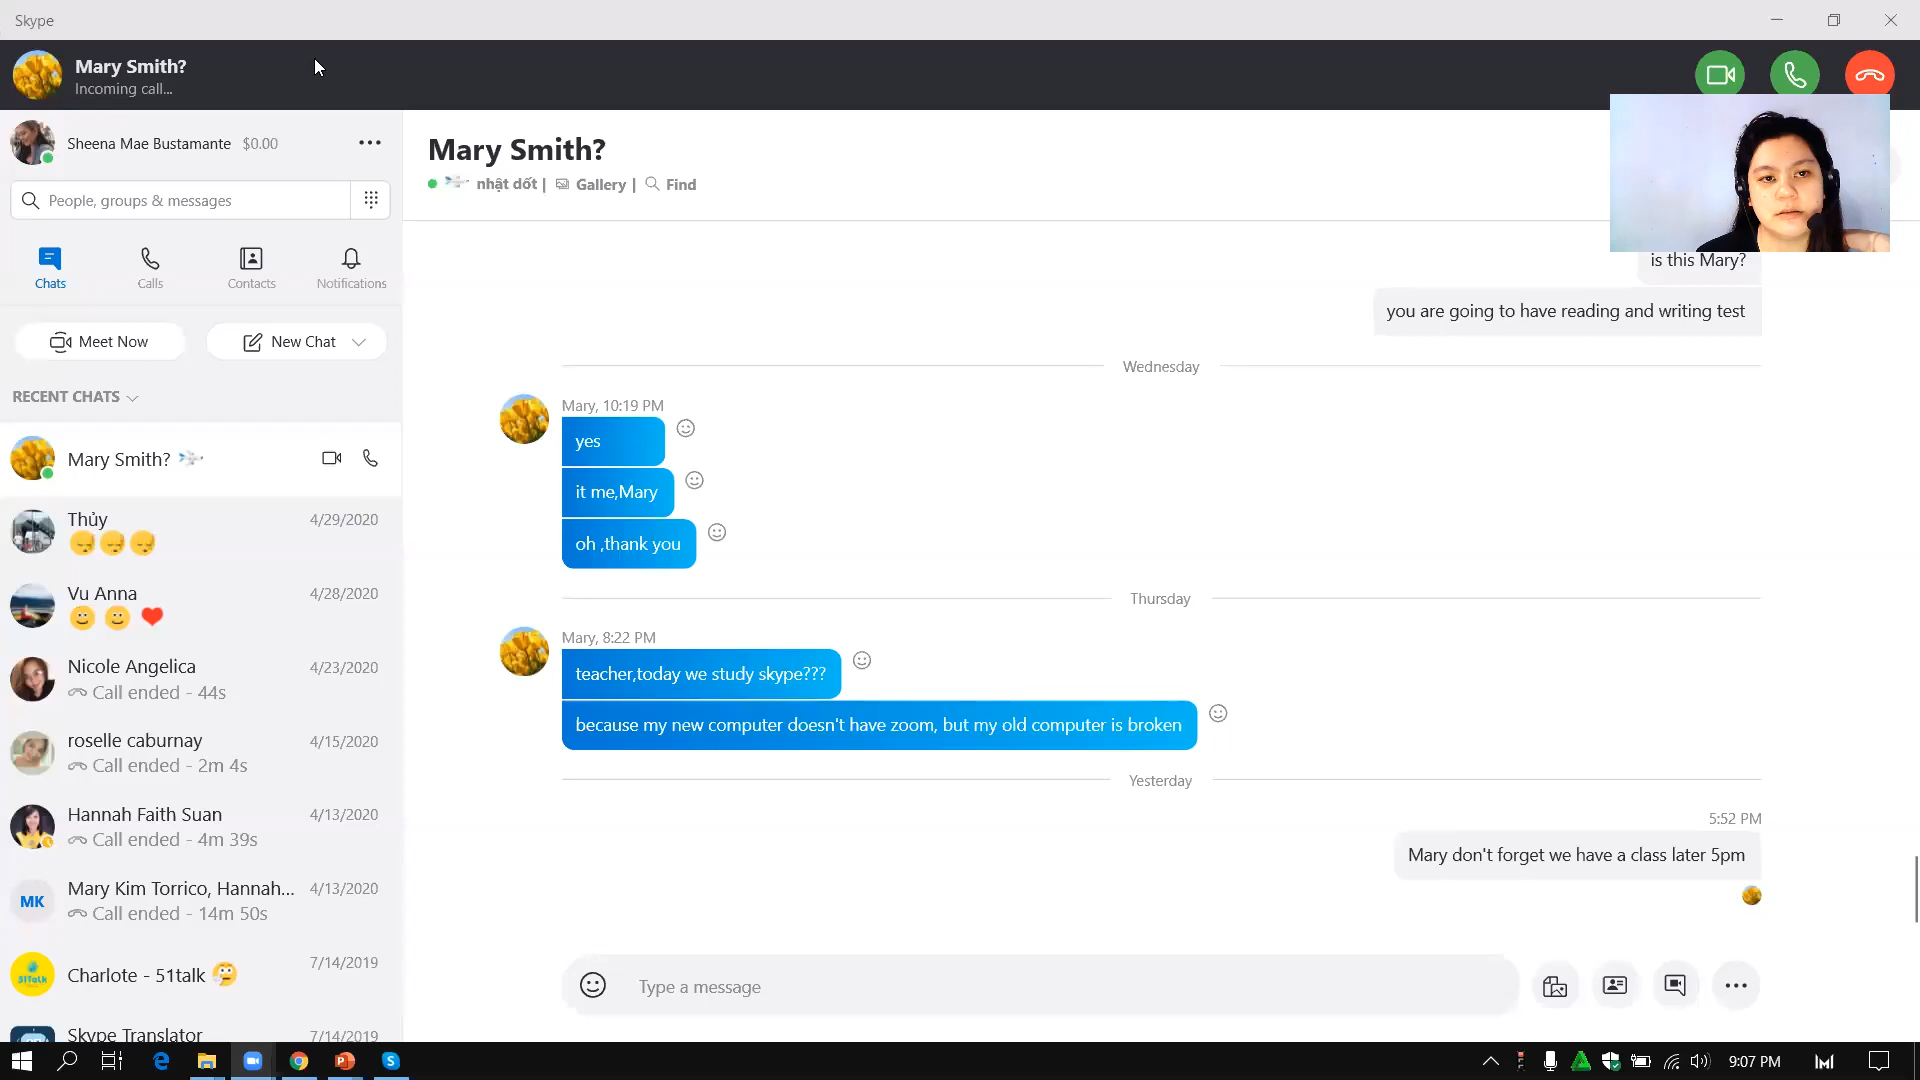 Skype
Mary Smith?
Incoming call...
Sheena Mae Bustamante $0.00
People, groups & messages
Chats
Calls
Contacts
Notifications
Meet Now
New Chat
RECENT CHATS
Mary Smith?
Thủy 4/29/2020
Vu Anna 4/28/2020
Nicole Angelica 4/23/2020
Call ended - 44s
roselle caburnay 4/15/2020
Call ended - 2m 4s
Hannah Faith Suan 4/13/2020
Call ended - 4m 39s
MK
Mary Kim Torrico, Hannah... 4/13/2020
Call ended - 14m 50s
51Talk
Charlote - 51talk 7/14/2019
Skype Translator 7/14/2019
Mary Smith?
nhật dốt | Gallery | Find
is this Mary?
you are going to have reading and writing test
Wednesday
Mary, 10:19 PM
yes
it me,Mary
oh ,thank you
Thursday
Mary, 8:22 PM
teacher,today we study skype???
because my new computer doesn't have zoom, but my old computer is broken
Yesterday
5:52 PM
Mary don't forget we have a class later 5pm
Type a message
9:07 PM